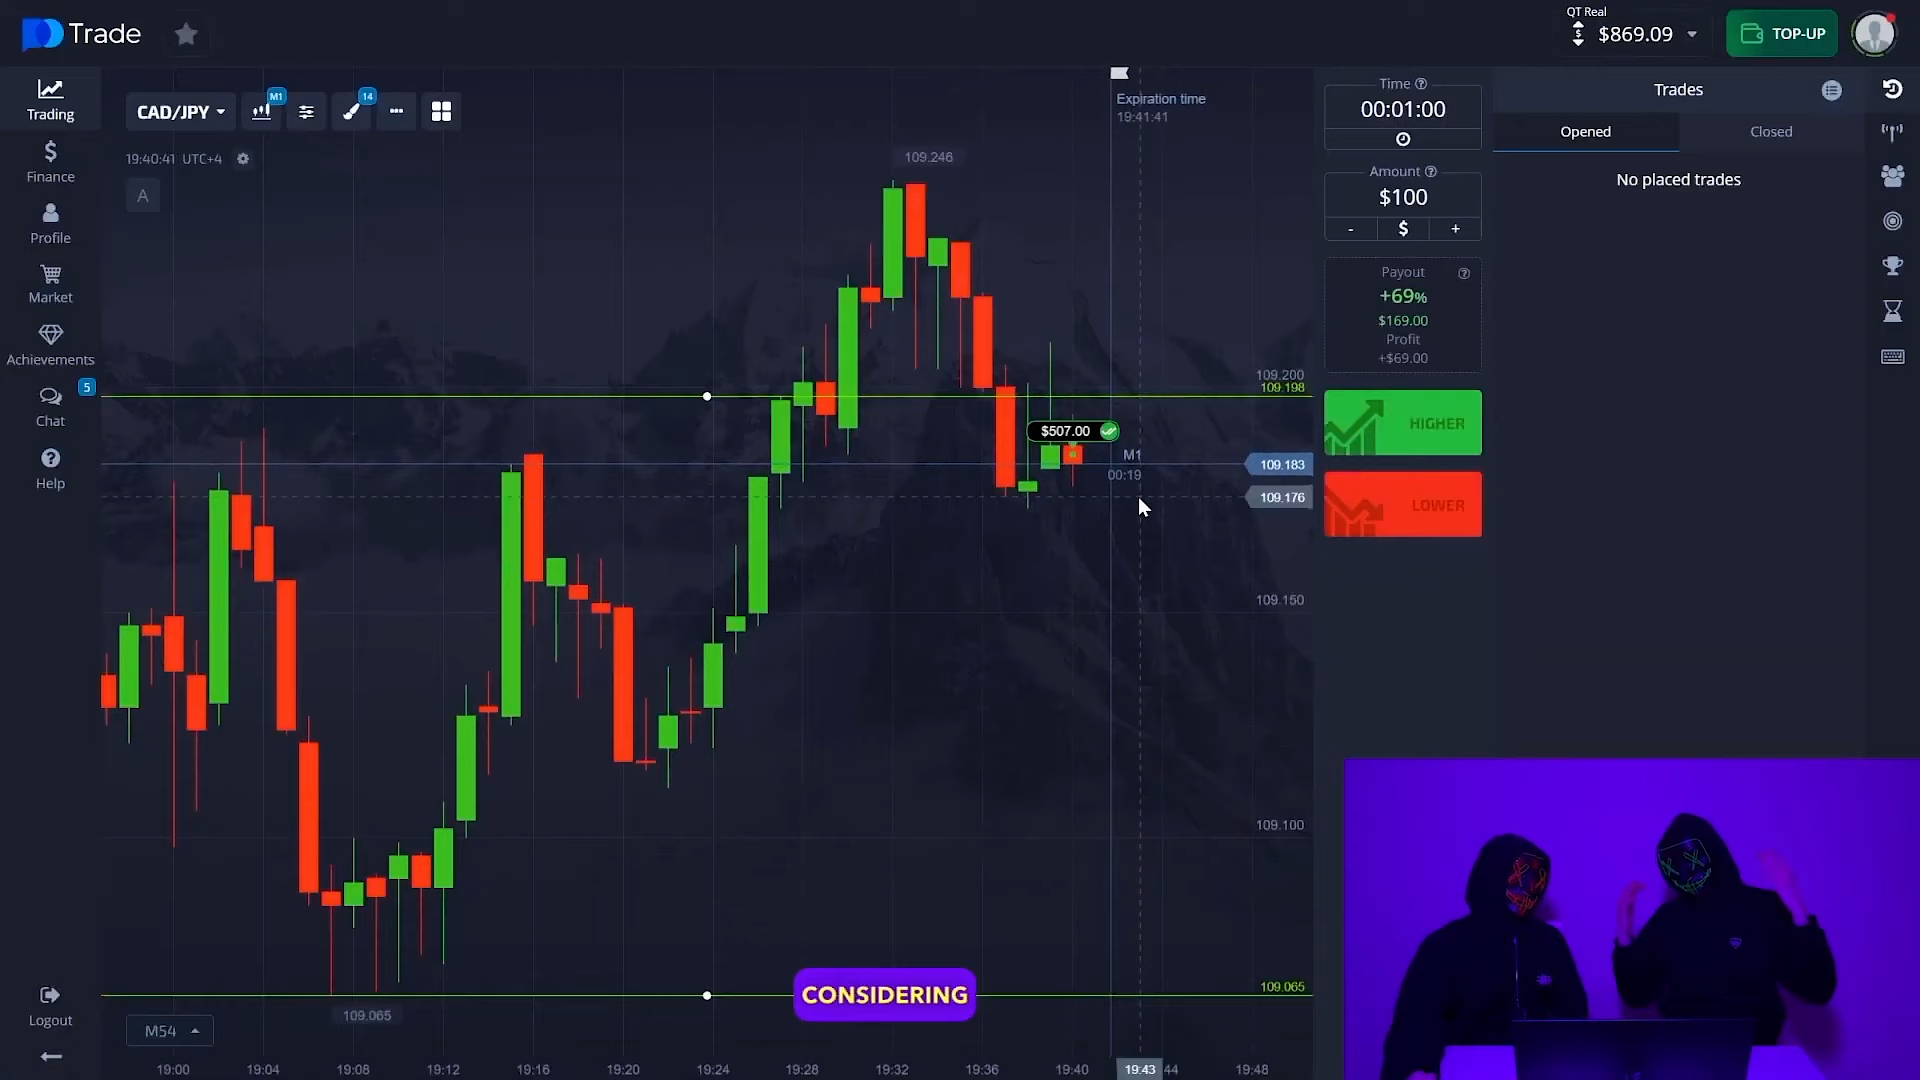 Trade
QT Real
$869.09
TOP-UP
Trading
Finance
Profile
Market
Achievements
5
Chat
Help
Logout
CAD/JPY
M1
14
19:40:41 UTC+4
A
Expiration time
19:41:41
109.246
109.200
109.198
$507.00
M1
00:19
109.183
109.176
109.150
109.100
109.065
109.065
CONSIDERING
M54
19:00
19:04
19:08
19:12
19:16
19:20
19:24
19:28
19:32
19:36
19:40
19:43
44
19:48
Time
00:01:00
Amount
$100
- $ +
Payout
+69%
$169.00
Profit
+$69.00
HIGHER
LOWER
Trades
Opened
Closed
No placed trades